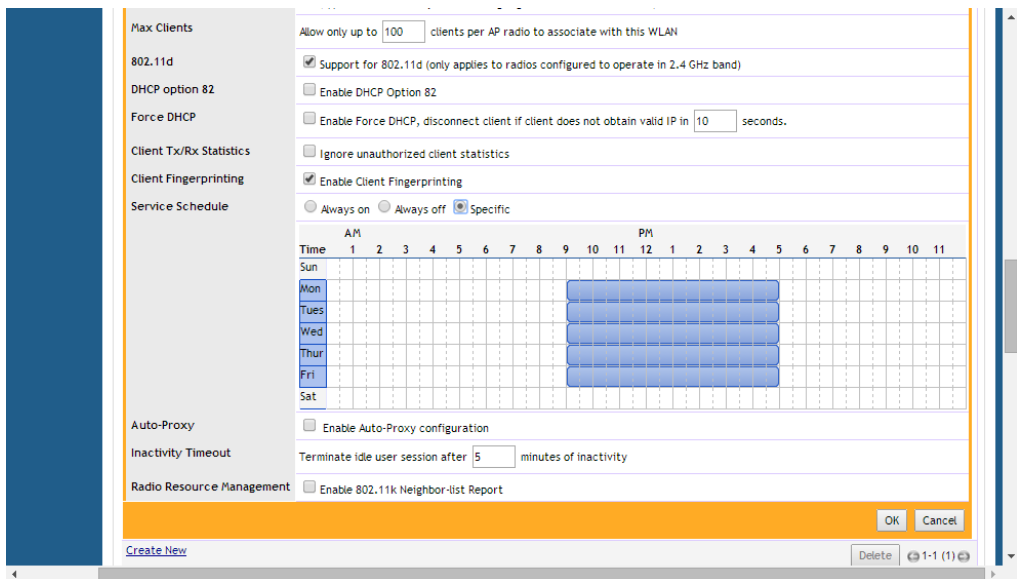 Max Clients
Allow only up to 100 clients per AP radio to associate with this WLAN
802.11d
Support for 802.11d (only applies to radios configured to operate in 2.4 GHz band)
DHCP option 82
Enable DHCP Option 82
Force DHCP
Enable Force DHCP, disconnect client if client does not obtain valid IP in 10 seconds.
Client Tx/Rx Statistics
Ignore unauthorized client statistics
Client Fingerprinting
Enable Client Fingerprinting
Service Schedule
Always on Always off Specific
AM PM
Time 1 2 3 4 5 6 7 8 9 10 11 12 1 2 3 4 5 6 7 8 9 10 11
Sun
Mon
Tues
Wed
Thur
Fri
Sat
Auto-Proxy
Enable Auto-Proxy configuration
Inactivity Timeout
Terminate idle user session after 5 minutes of inactivity
Radio Resource Management
Enable 802.11k Neighbor-list Report
OK Cancel
Create New
Delete 1-1 (1)